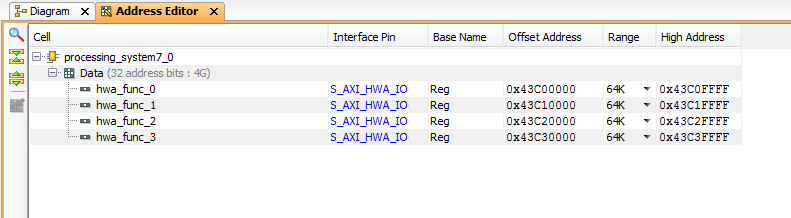 Diagram Address Editor
Cell Interface Pin Base Name Offset Address Range High Address
processing_system7_0
Data (32 address bits : 4G)
hwa_func_0 S_AXI_HWA_IO Reg 0x43C00000 64K 0x43C0FFFF
hwa_func_1 S_AXI_HWA_IO Reg 0x43C10000 64K 0x43C1FFFF
hwa_func_2 S_AXI_HWA_IO Reg 0x43C20000 64K 0x43C2FFFF
hwa_func_3 S_AXI_HWA_IO Reg 0x43C30000 64K 0x43C3FFFF